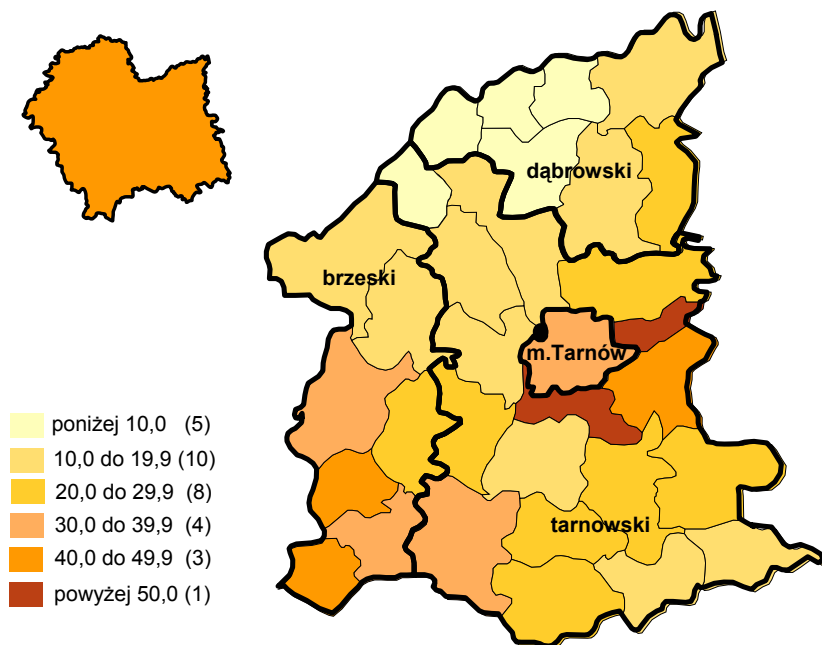 dąbrowski
brzeski
m.Tarnów
tarnowski
poniżej 10,0 (5)
10,0 do 19,9 (10)
20,0 do 29,9 (8)
30,0 do 39,9 (4)
40,0 do 49,9 (3)
powyżej 50,0 (1)